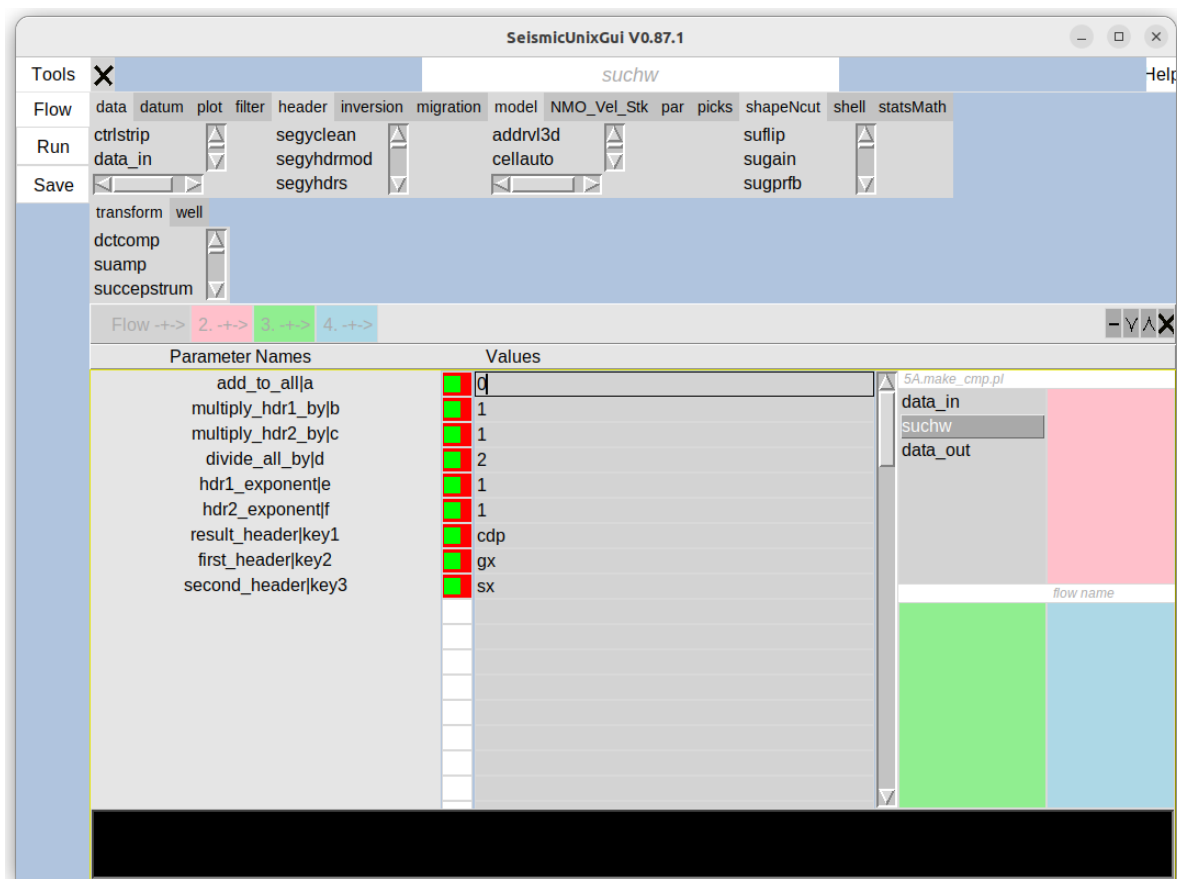 SeismicUnixGui V0.87.1
Tools suchw Help
Flow data datum plot filter header inversion migration model NMO_Vel_Stk par picks shapeNcut shell statsMath
ctrlstrip segyclean addrvl3d suflip
Run data_in segyhdrmod cellauto sugain
Save segyhdrs sugprfb
transform well
dctcomp
suamp
succepstrum
Flow -+-> 2. -+-> 3. -+-> 4. -+->
Parameter Names Values
add_to_all|a 0 5A.make_cmp.pl
multiply_hdr1_by|b 1 data_in
multiply_hdr2_by|c 1 suchw
divide_all_by|d 2 data_out
hdr1_exponent|e 1
hdr2_exponent|f 1
result_header|key1 cdp
first_header|key2 gx
second_header|key3 sx
flow name